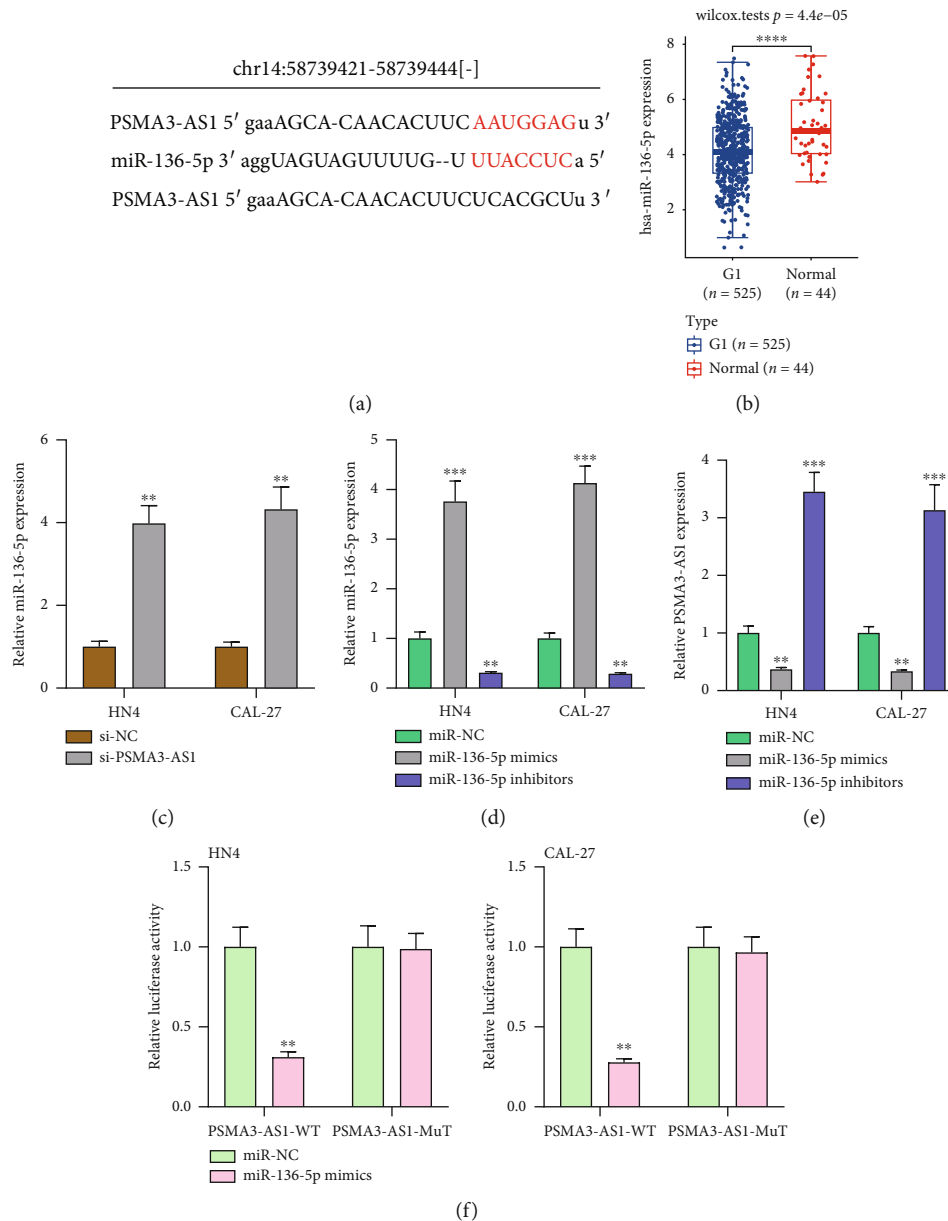 chr14:58739421-58739444[-]
PSMA3-AS1 5′ gaaAGCA-CAACACUUC AAUGGAGu 3′
miR-136-5p 3′ aggUAGUAGUUUUG--U UUACCUCa 5′
PSMA3-AS1 5′ gaaAGCA-CAACACUUCUCACGCUu 3 ′
(a)
wilcox.tests p = 4.4e−05
****
hsa-miR-136-5p expression
8
6
4
2
G1
(n = 525)
Normal
(n = 44)
Type
G1 (n = 525)
Normal (n = 44)
(b)
Relative miR-136-5p expression
6
4
2
0
**
**
HN4
CAL-27
si-NC
si-PSMA3-AS1
(c)
Relative miR-136-5p expression
5
4
3
2
1
0
***
**
***
**
HN4
CAL-27
miR-NC
miR-136-5p mimics
miR-136-5p inhibitors
(d)
Relative PSMA3-AS1 expression
4
3
2
1
0
**
***
**
***
HN4
CAL-27
miR-NC
miR-136-5p mimics
miR-136-5p inhibitors
(e)
HN4
Relative luciferase activity
1.5
1.0
0.5
0.0
**
PSMA3-AS1-WT
PSMA3-AS1-MuT
miR-NC
miR-136-5p mimics
CAL-27
Relative luciferase activity
1.5
1.0
0.5
0.0
**
PSMA3-AS1-WT
PSMA3-AS1-MuT
(f)